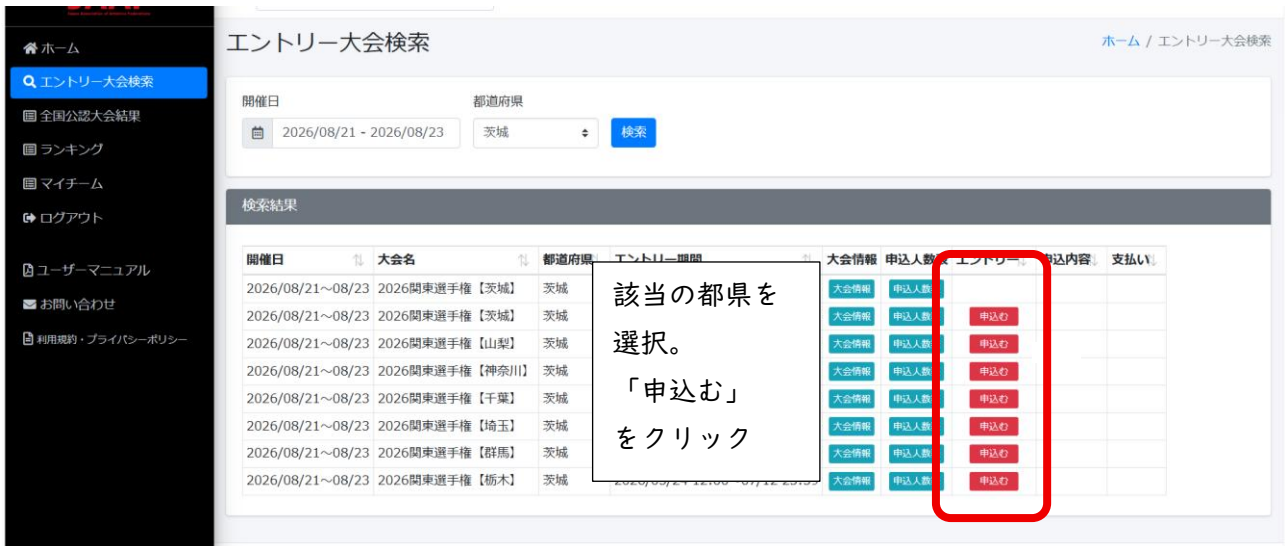 エントリー大会検索
ホーム / エントリー大会検索
ホーム
エントリー大会検索
全国公認大会結果
ランキング
マイチーム
ログアウト
ユーザーマニュアル
お問い合わせ
利用規約・プライバシーポリシー
開催日 都道府県
2026/08/21 - 2026/08/23 茨城 検索
検索結果
開催日 大会名 都道府県 エントリー期間 大会情報 申込人数 エントリー 申込内容 支払い
2026/08/21～08/23 2026関東選手権【茨城】 茨城 大会情報 申込人数
2026/08/21～08/23 2026関東選手権【茨城】 茨城 大会情報 申込人数 申込む
2026/08/21～08/23 2026関東選手権【山梨】 茨城 大会情報 申込人数 申込む
2026/08/21～08/23 2026関東選手権【神奈川】 茨城 大会情報 申込人数 申込む
2026/08/21～08/23 2026関東選手権【千葉】 茨城 大会情報 申込人数 申込む
2026/08/21～08/23 2026関東選手権【埼玉】 茨城 大会情報 申込人数 申込む
2026/08/21～08/23 2026関東選手権【群馬】 茨城 大会情報 申込人数 申込む
2026/08/21～08/23 2026関東選手権【栃木】 茨城 大会情報 申込人数 申込む
該当の都県を
選択。
「申込む」
をクリック